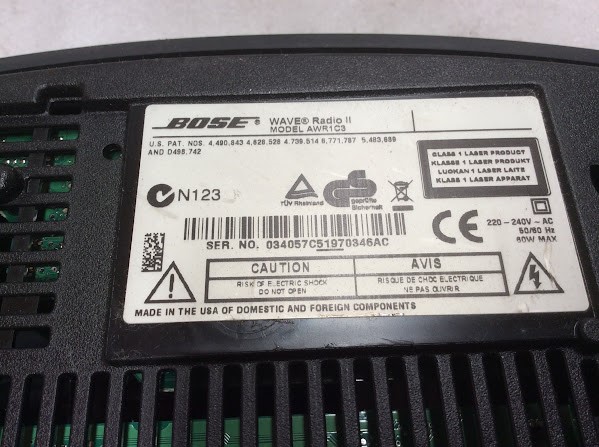 BOSE® WAVE® Radio II
MODEL AWR1C3
U.S. PAT. NOS. 4,490,843 4,628,528 4,739,514 6,771,787 5,483,689
AND D498,742
CLASS 1 LASER PRODUCT
KLASSE 1 LASER PRODUKT
LUOKAN 1 LASER LAITE
KLASS 1 LASER APPARAT
N123
TÜV Rheinland
GS
geprüfte
Sicherheit
CE
220 - 240V ~ AC
50/60 Hz
60W MAX
SER. NO. 034057C51970346AC
CAUTION
RISK OF ELECTRIC SHOCK
DO NOT OPEN
AVIS
RISQUE DE CHOC ELECTRIQUE
NE PAS OUVRIR
MADE IN THE USA OF DOMESTIC AND FOREIGN COMPONENTS